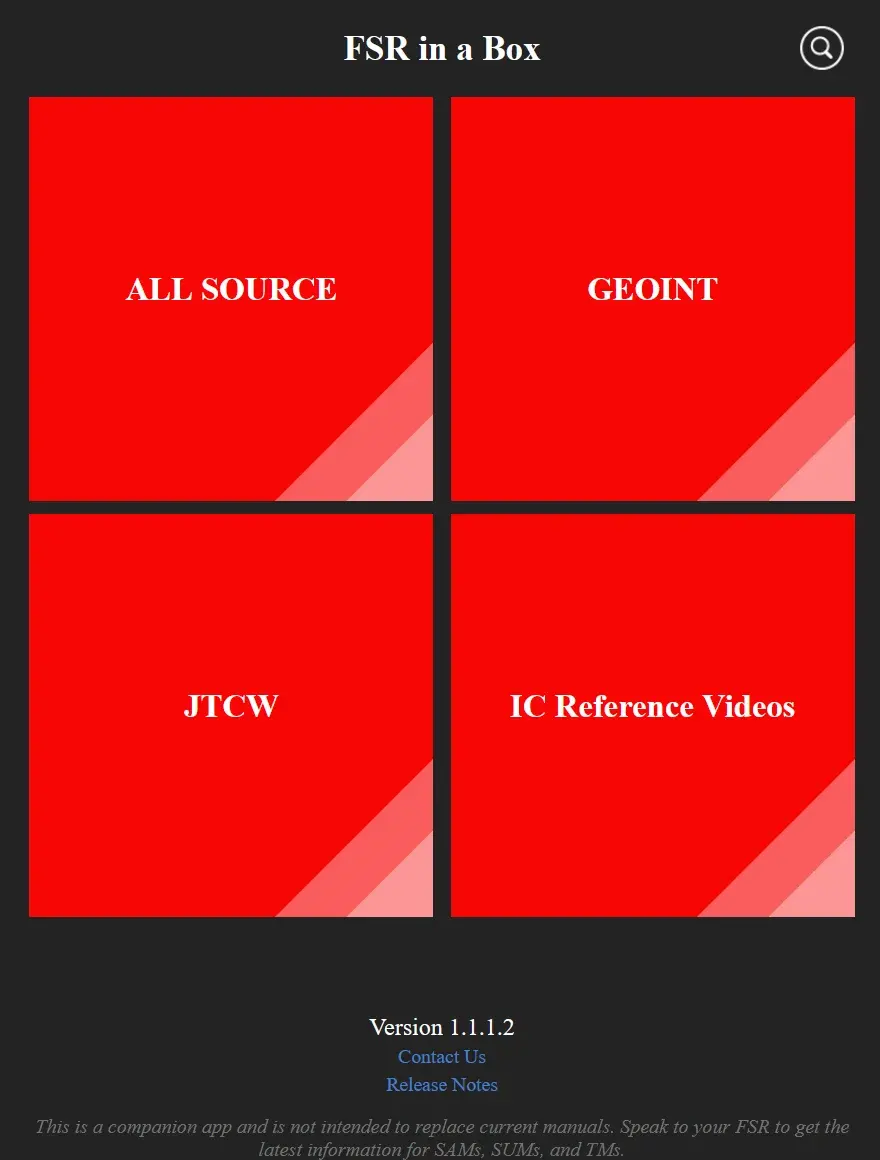 FSR in a Box
ALL SOURCE
GEOINT
JTCW
IC Reference Videos
Version 1.1.1.2
Contact Us
Release Notes
This is a companion app and is not intended to replace current manuals. Speak to your FSR to get the
latest information for SAMs, SUMs, and TMs.